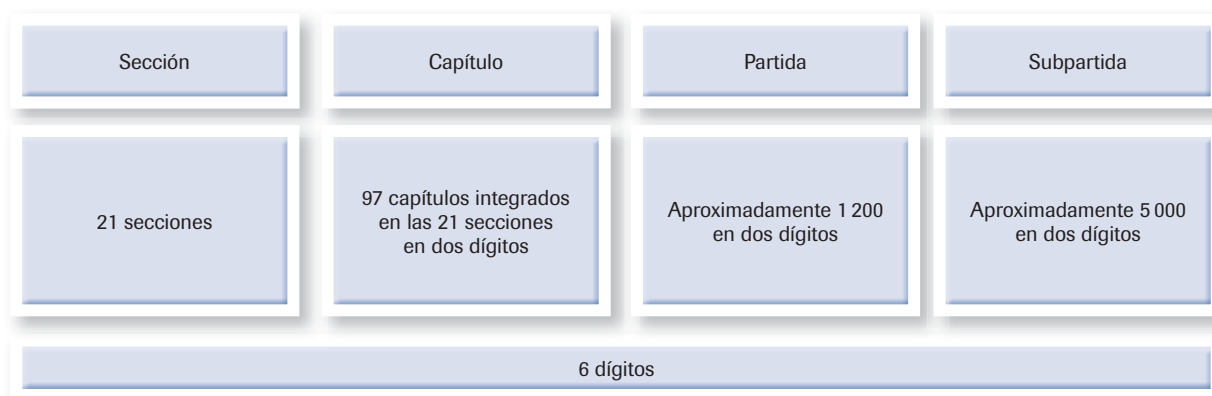 Sección
Capítulo
Partida
Subpartida
21 secciones
97 capítulos integrados
en las 21 secciones
en dos dígitos
Aproximadamente 1 200
en dos dígitos
Aproximadamente 5 000
en dos dígitos
6 dígitos